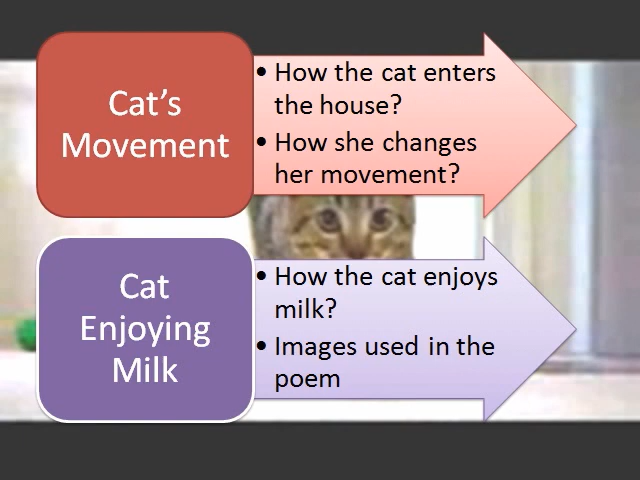 Cat’s
Movement
• How the cat enters
the house?
• How she changes
her movement?
Cat
Enjoying
Milk
• How the cat enjoys
milk?
• Images used in the
poem